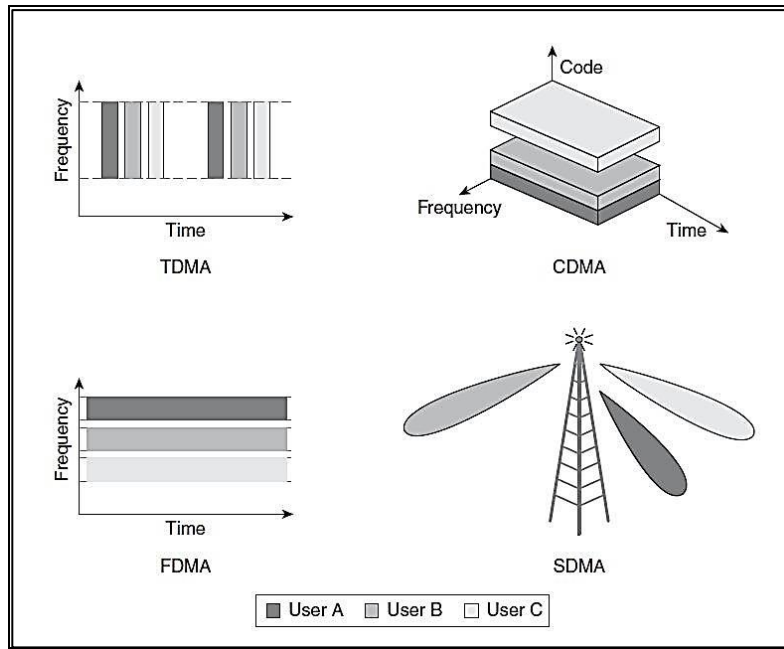 Frequency
Time
TDMA
Code
Frequency
Time
CDMA
Frequency
Time
FDMA
SDMA
User A User B User C